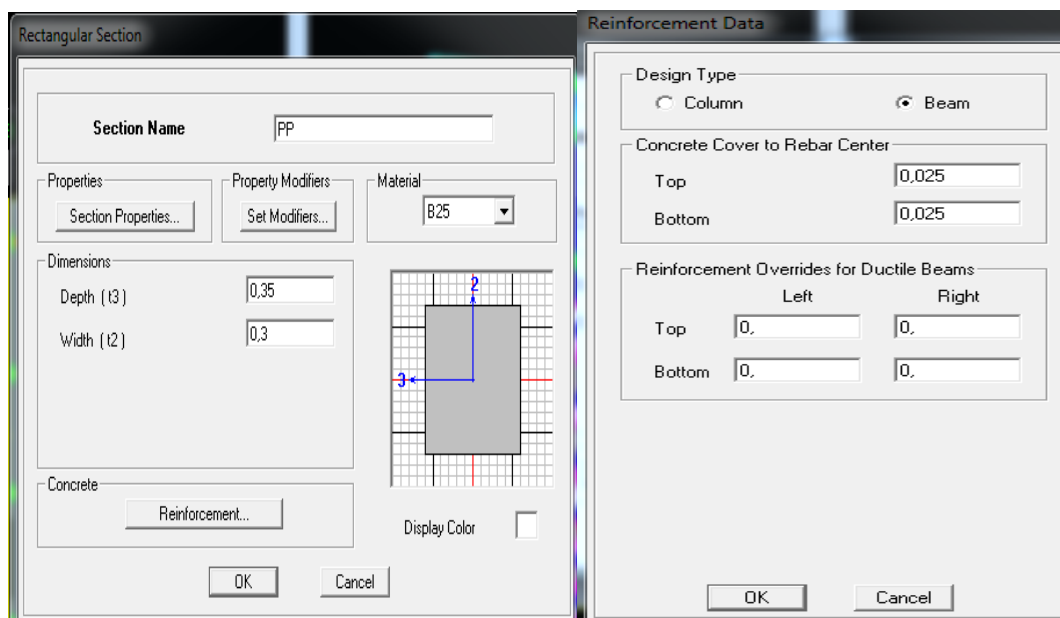 Rectangular Section
Section Name PP
Properties Property Modifiers Material
Section Properties... Set Modifiers... B25
Dimensions
Depth ( t3 ) 0,35
Width ( t2 ) 0,3
2
3
Concrete
Reinforcement...
Display Color
OK Cancel
Reinforcement Data
Design Type
Column Beam
Concrete Cover to Rebar Center
Top 0,025
Bottom 0,025
Reinforcement Overrides for Ductile Beams
Left Right
Top 0, 0,
Bottom 0, 0,
OK Cancel